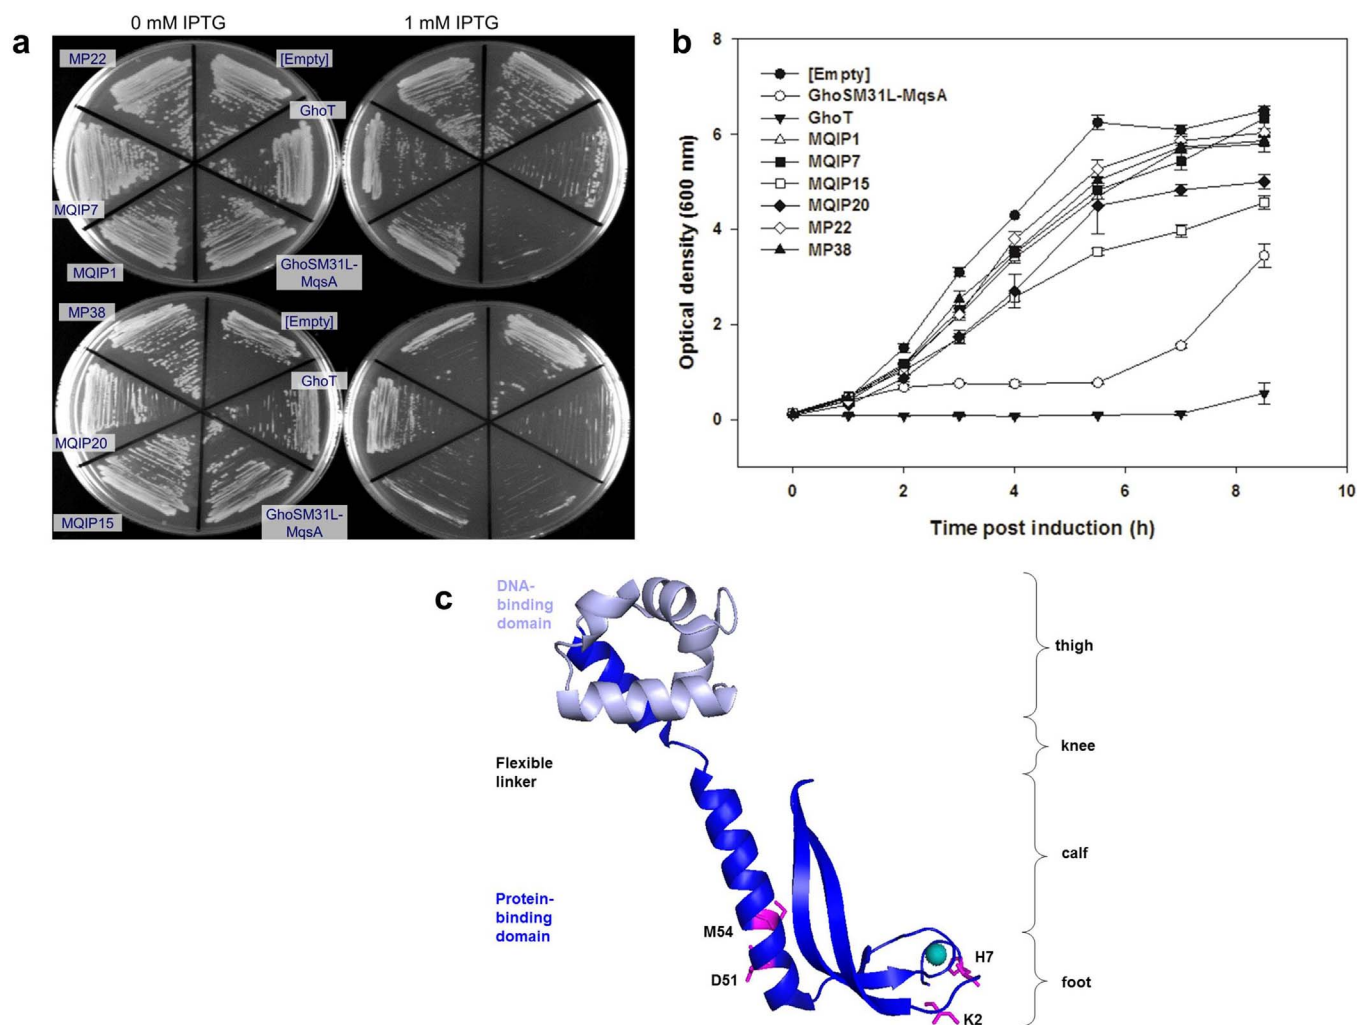 0 mM IPTG
1 mM IPTG
a
MP22
[Empty]
GhoT
MQIP7
MQIP1
GhoSM31L-
MqsA
MP38
[Empty]
GhoT
MQIP20
MQIP15
GhoSM31L-
MqsA
b
8
6
4
2
0
Optical density (600 nm)
[Empty]
GhoSM31L-MqsA
GhoT
MQIP1
MQIP7
MQIP15
MQIP20
MP22
MP38
0
2
4
6
8
10
Time post induction (h)
c
DNA-
binding
domain
Flexible
linker
Protein-
binding
domain
M54
D51
H7
K2
thigh
knee
calf
foot